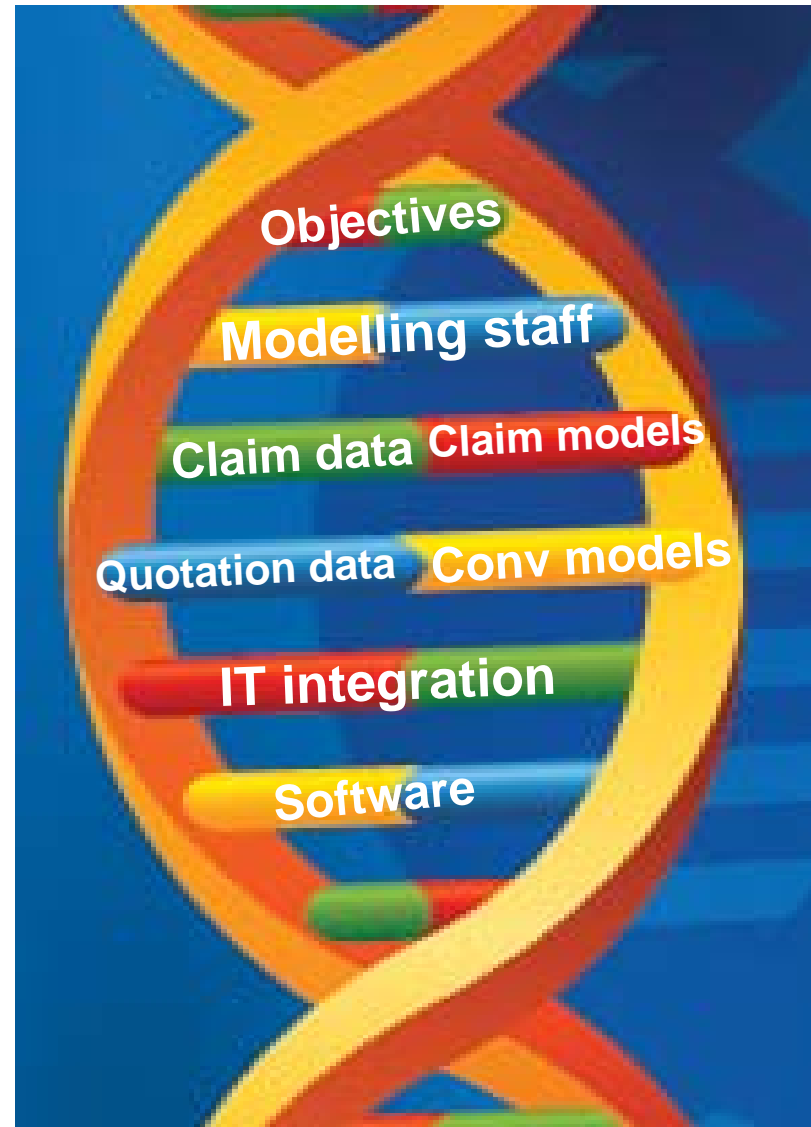 Objectives
Modelling staff
Claim data Claim models
Quotation data Conv models
IT integration
Software